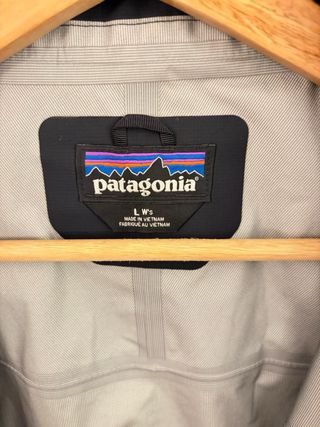 patagonia®
L W's
MADE IN VIETNAM
FABRIQUÉ AU VIETNAM